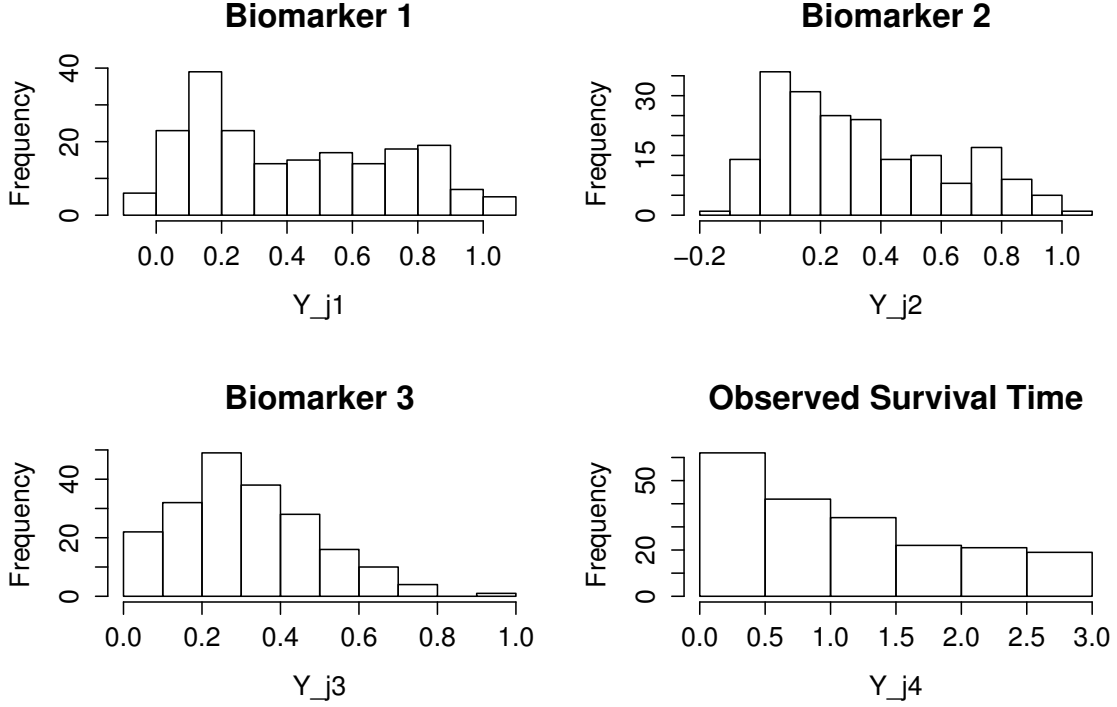 Biomarker 1
Frequency
0 20 40
0.0 0.2 0.4 0.6 0.8 1.0
Y_j1
Biomarker 2
Frequency
0 15 30
−0.2 0.2 0.4 0.6 0.8 1.0
Y_j2
Biomarker 3
Frequency
0 20 40
0.0 0.2 0.4 0.6 0.8 1.0
Y_j3
Observed Survival Time
Frequency
0 20 50
0.0 0.5 1.0 1.5 2.0 2.5 3.0
Y_j4